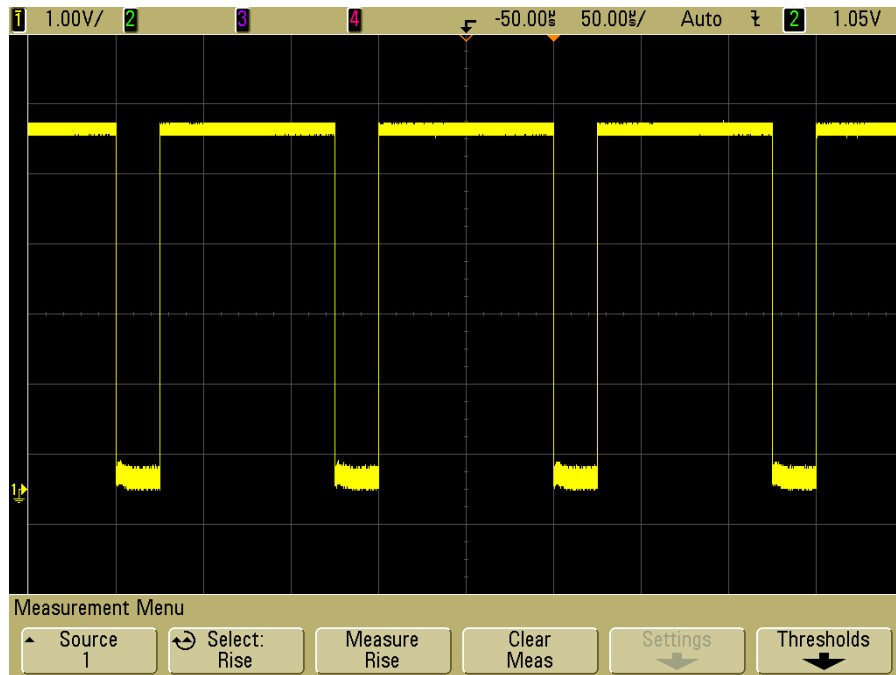 1 1.00V/ 2 3 4 -50.00µs 50.00µs/ Auto 2 1.05V
1
Measurement Menu
Source
1
Select:
Rise
Measure
Rise
Clear
Meas
Settings
Thresholds